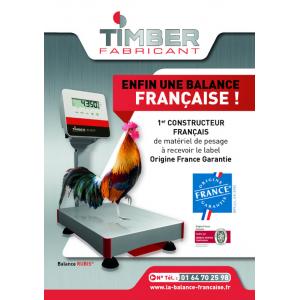 TIMBER
FABRICANT
ENFIN UNE BALANCE
FRANÇAISE !
1er CONSTRUCTEUR
FRANÇAIS
de matériel de pesage
à recevoir le label
Origine France Garantie
4350
TIMBER
ORIGINE
FRANCE
GARANTIE
Balance RUBIS
N° Tél. : 01 64 70 25 98
www.la-balance-francaise.fr